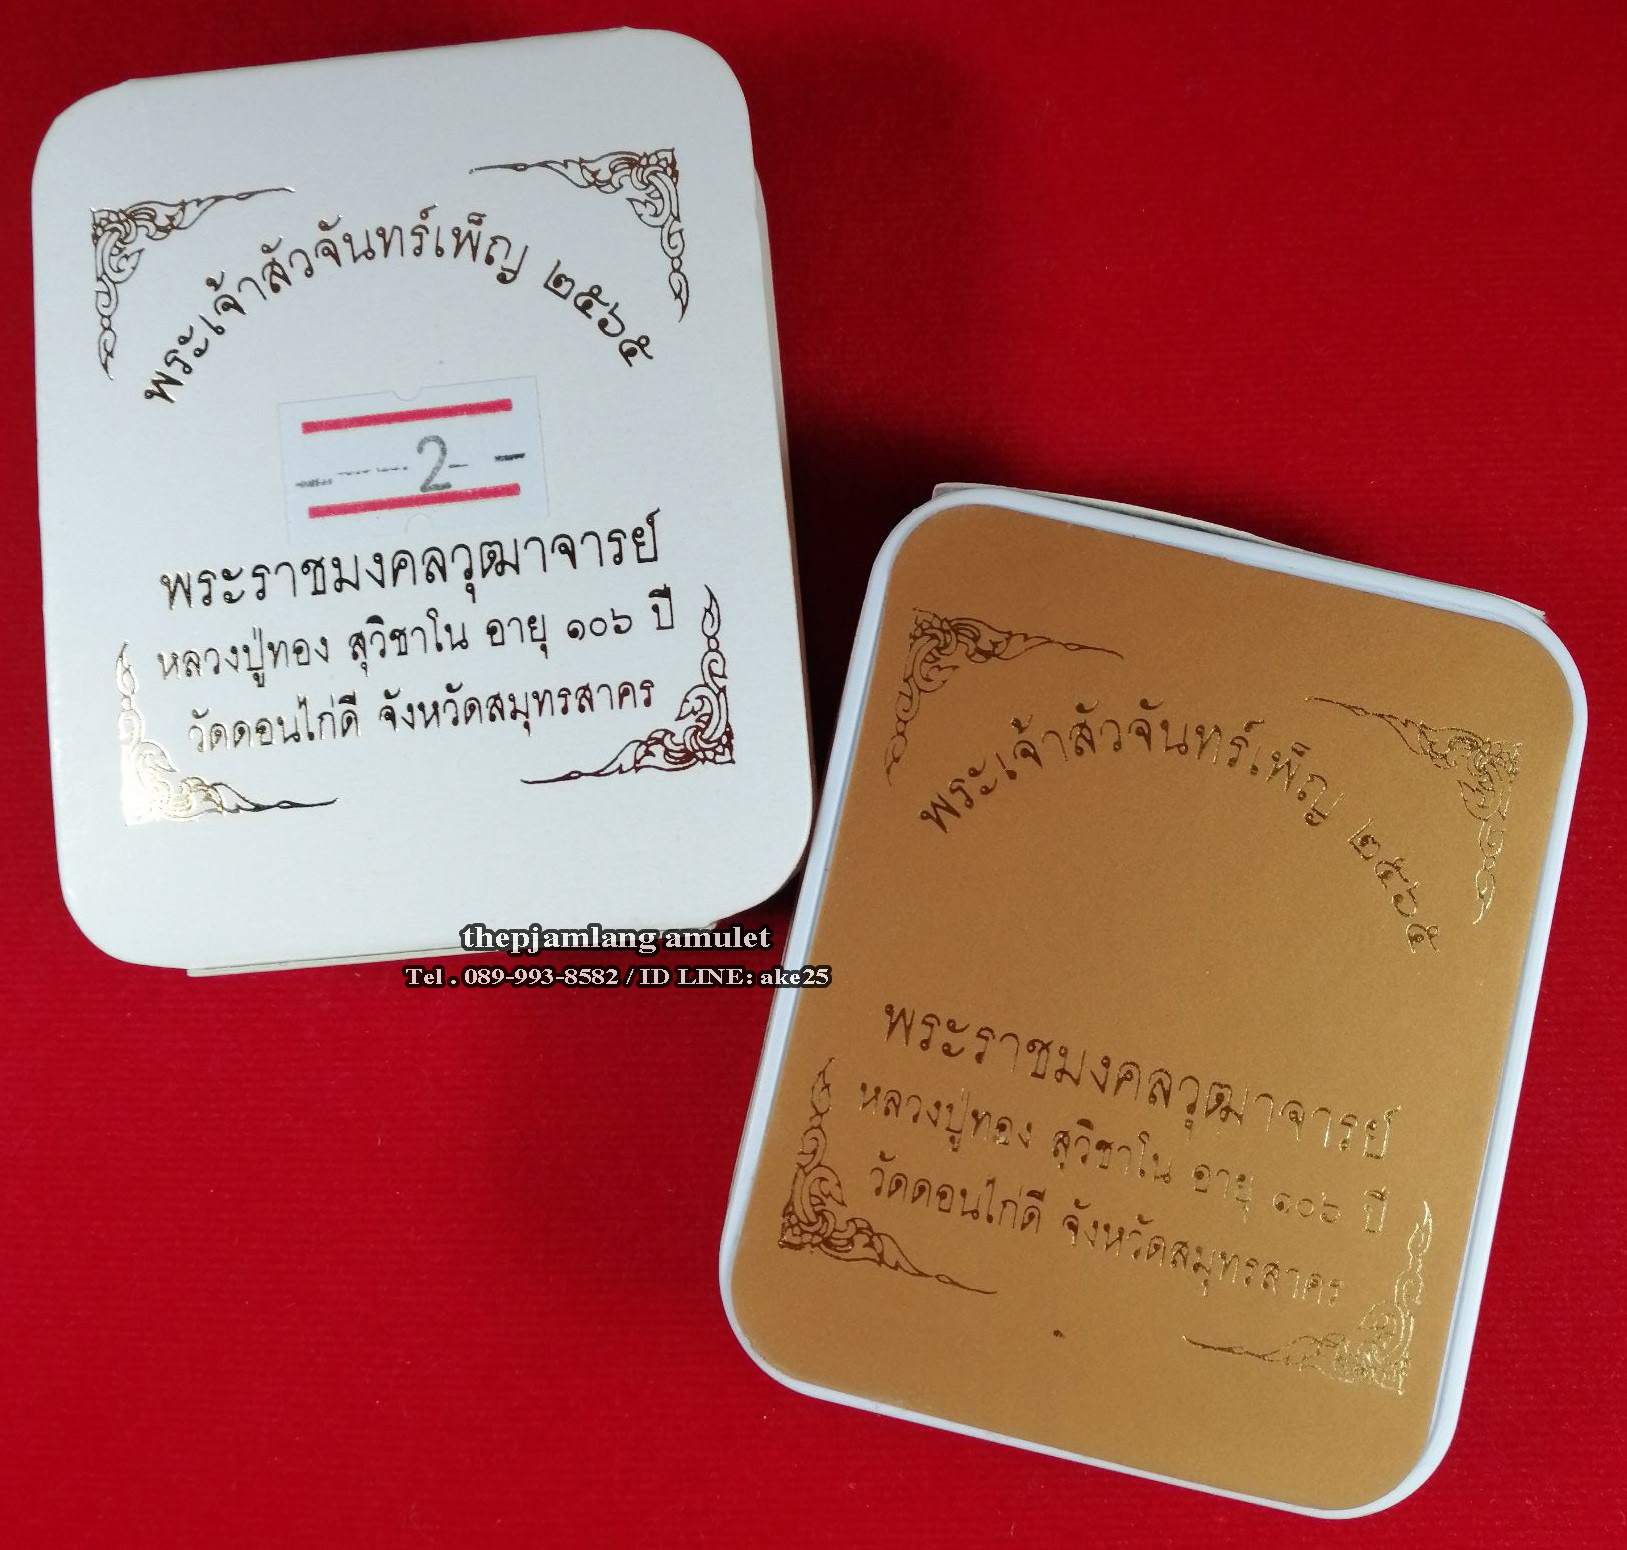 พระเจ้าสัวจันทร์เพ็ญ ๒๕๖๕
2-
พระราชมงคลวุฒาจารย์
หลวงปู่ทอง สุวิชาโน อายุ ๑๐๖ ปี
วัดดอนไก่ดี จังหวัดสมุทรสาคร
thepjamlang amulet
Tel . 089-993-8582 / ID LINE: ake25
พระเจ้าสัวจันทร์เพ็ญ ๒๕๖๕
พระราชมงคลวุฒาจารย์
หลวงปู่ทอง สุวิชาโน อายุ ๑๐๖ ปี
วัดดอนไก่ดี จังหวัดสมุทรสาคร